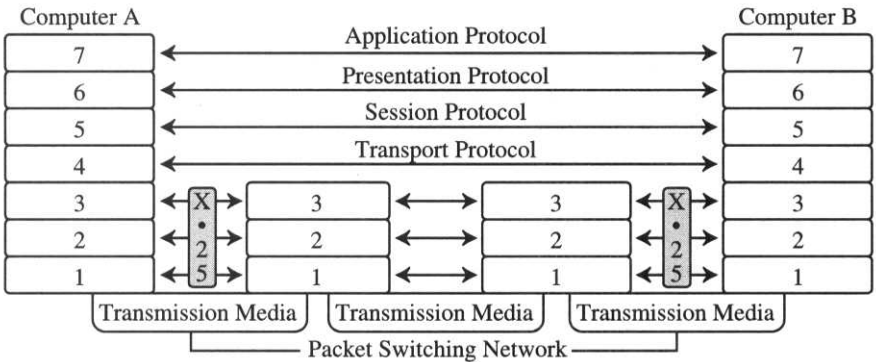 Computer A Computer B
7 Application Protocol 7
6 Presentation Protocol 6
5 Session Protocol 5
4 Transport Protocol 4
3 X 3 3 X 3
2 • 2 2 • 2
2 2
1 5 1 1 5 1
Transmission Media Transmission Media Transmission Media
Packet Switching Network